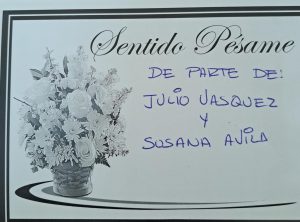 Sentido Pésame
DE PARTE DE:
JULIO VASQUEZ
Y
SUSANA AVILA